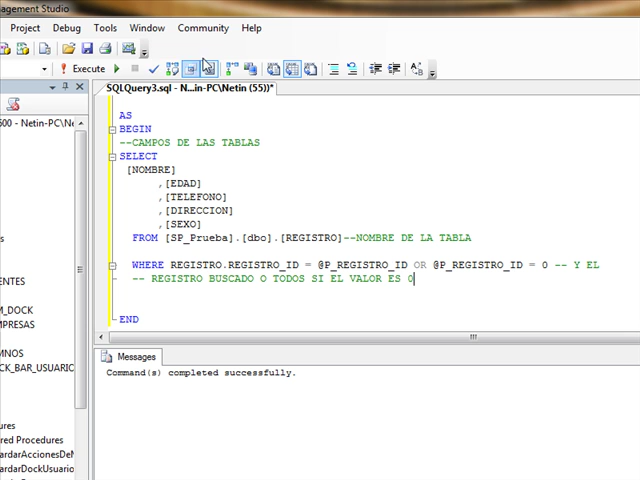 nagement Studio
Project Debug Tools Window Community Help
Execute
SQLQuery3.sql - N...in-PC\Netin (55))*
600 - Netin-PC\Ne
AS
BEGIN
--CAMPOS DE LAS TABLAS
SELECT
[NOMBRE]
,[EDAD]
,[TELEFONO]
,[DIRECCION]
,[SEXO]
FROM [SP_Prueba].[dbo].[REGISTRO]--NOMBRE DE LA TABLA
WHERE REGISTRO.REGISTRO_ID = @P_REGISTRO_ID OR @P_REGISTRO_ID = 0 -- Y EL
-- REGISTRO BUSCADO O TODOS SI EL VALOR ES 0
END
s
ENTES
M_DOCK
MPRESAS
MNOS
CK_BAR_USUARIO
ures
red Procedures
ardarAccionesDeM
ardarDockUsuario
Messages
Command(s) completed successfully.